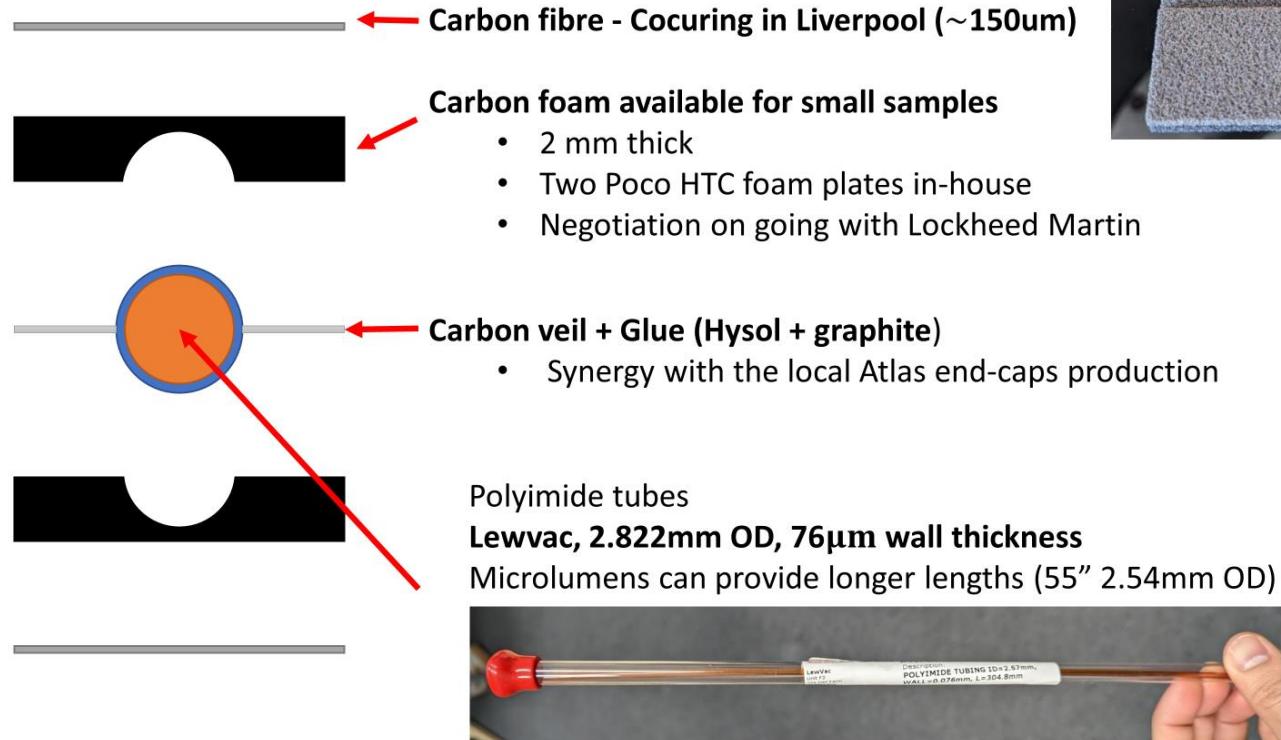 Carbon fibre - Cocuring in Liverpool (~150um)
Carbon foam available for small samples
• 2 mm thick
• Two Poco HTC foam plates in-house
• Negotiation on going with Lockheed Martin
Carbon veil + Glue (Hysol + graphite)
• Synergy with the local Atlas end-caps production
Polyimide tubes
Lewvac, 2.822mm OD, 76μm wall thickness
Microlumens can provide longer lengths (55” 2.54mm OD)
LewVac
Description:
POLYIMIDE TUBING ID=2.57mm,
WALL=0.076mm, L=304.8mm